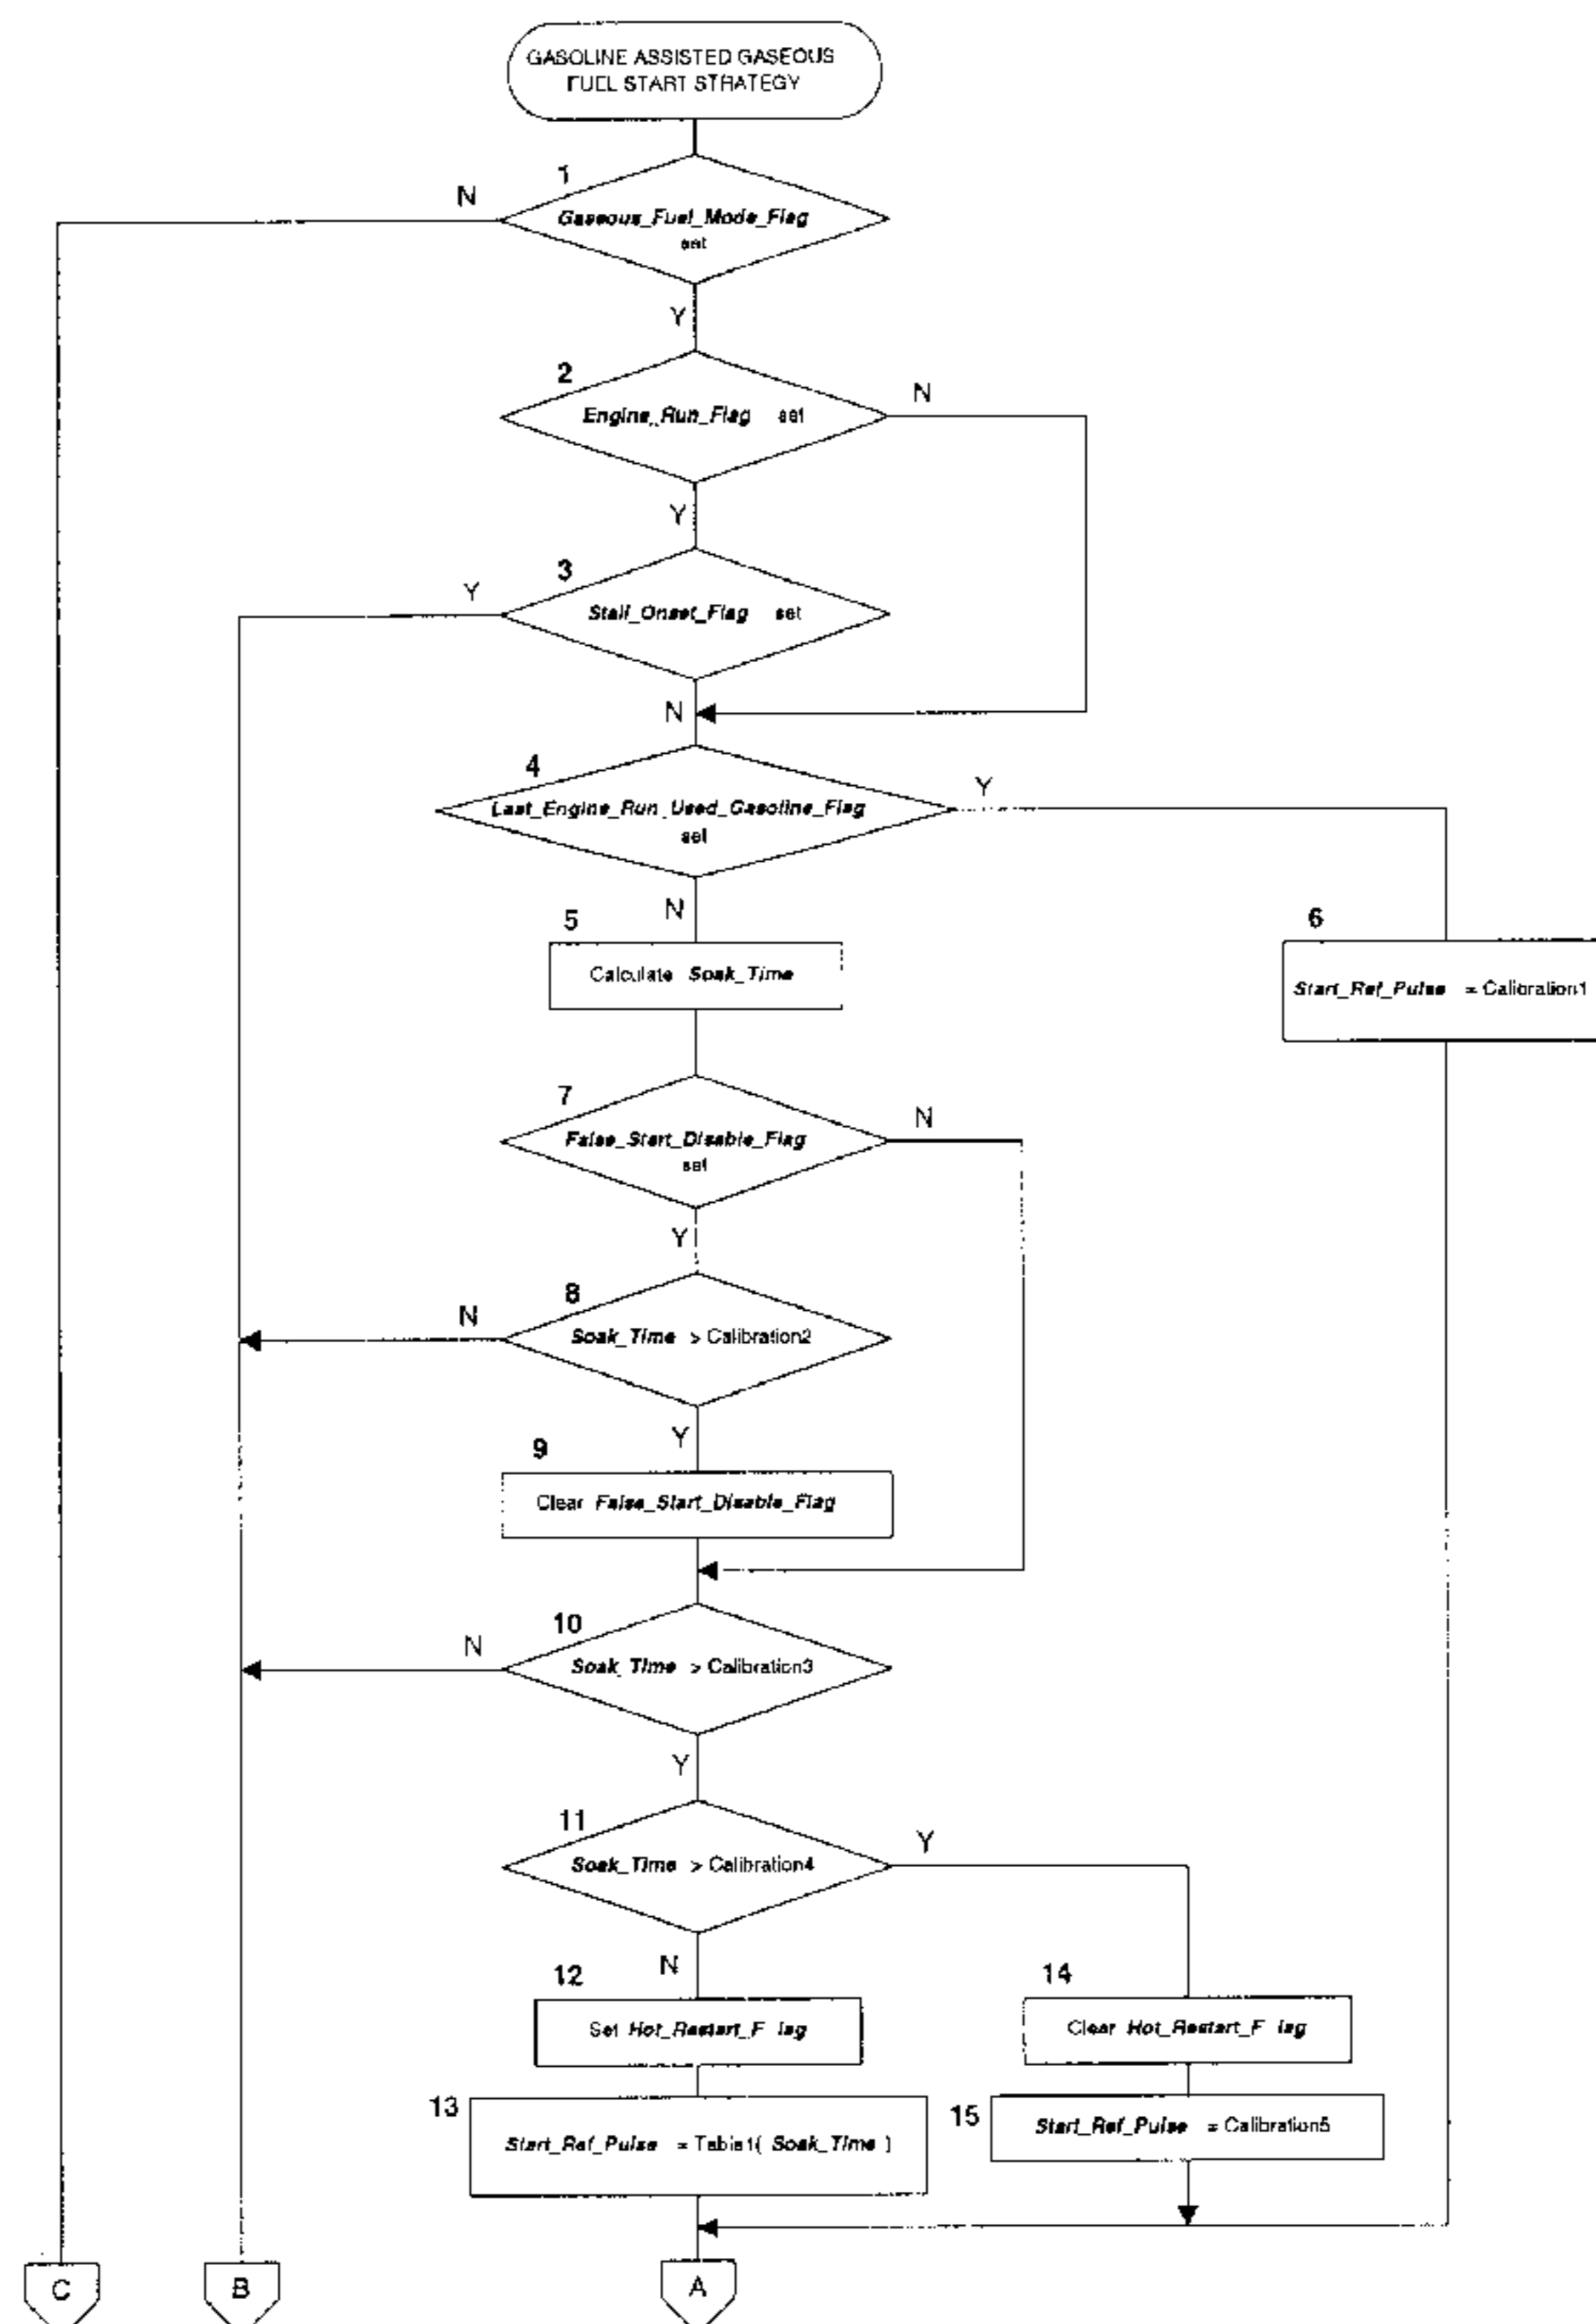 GASOLINE ASSISTED GASEOUS
FUEL START STRATEGY
1
N
Gaseous_Fuel_Mode_Flag
set
Y
2
N
Engine_Run_Flag set
Y
3
Y
Stall_Onset_Flag set
N
4
Y
Last_Engine_Run_Used_Gasoline_Flag
set
N
5
Calculate Soak_Time
6
Start_Ref_Pulse = Calibration1
7
N
False_Start_Disable_Flag
set
Y
8
N
Soak_Time > Calibration2
Y
9
Clear False_Start_Disable_Flag
10
N
Soak_Time > Calibration3
Y
11
Y
Soak_Time > Calibration4
N
12
Set Hot_Restart_F lag
14
Clear Hot_Restart_F lag
13
Start_Ref_Pulse = Table1( Soak_Time )
15
Start_Ref_Pulse = Calibration5
C
B
A